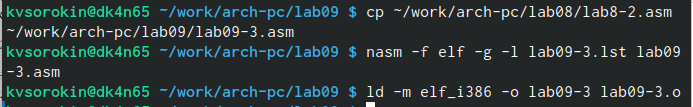 kvsorokin@dk4n65 ~/work/arch-pc/lab09 $ cp ~/work/arch-pc/lab08/lab8-2.asm
~/work/arch-pc/lab09/lab09-3.asm
kvsorokin@dk4n65 ~/work/arch-pc/lab09 $ nasm -f elf -g -l lab09-3.lst lab09
-3.asm
kvsorokin@dk4n65 ~/work/arch-pc/lab09 $ ld -m elf_i386 -o lab09-3 lab09-3.o